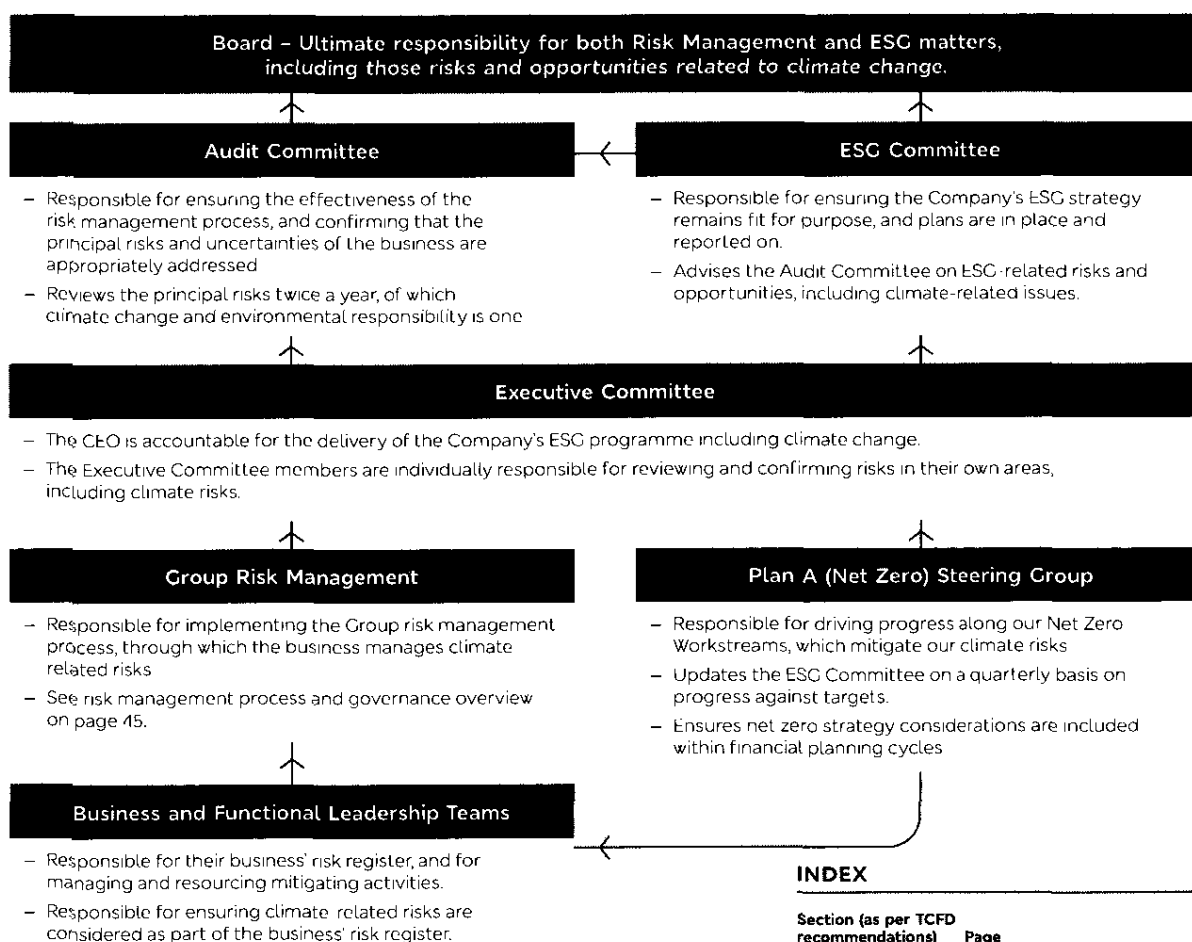 Board – Ultimate responsibility for both Risk Management and ESG matters,
including those risks and opportunities related to climate change.
Audit Committee
– Responsible for ensuring the effectiveness of the
risk management process, and confirming that the
principal risks and uncertainties of the business are
appropriately addressed
– Reviews the principal risks twice a year, of which
climate change and environmental responsibility is one
ESG Committee
– Responsible for ensuring the Company's ESG strategy
remains fit for purpose, and plans are in place and
reported on.
– Advises the Audit Committee on ESG-related risks and
opportunities, including climate-related issues.
Executive Committee
– The CEO is accountable for the delivery of the Company's ESG programme including climate change.
– The Executive Committee members are individually responsible for reviewing and confirming risks in their own areas,
including climate risks.
Group Risk Management
– Responsible for implementing the Group risk management
process, through which the business manages climate
related risks
– See risk management process and governance overview
on page 45.
Plan A (Net Zero) Steering Group
– Responsible for driving progress along our Net Zero
Workstreams, which mitigate our climate risks
– Updates the ESG Committee on a quarterly basis on
progress against targets.
– Ensures net zero strategy considerations are included
within financial planning cycles
Business and Functional Leadership Teams
– Responsible for their business' risk register, and for
managing and resourcing mitigating activities.
– Responsible for ensuring climate related risks are
considered as part of the business' risk register.
INDEX
Section (as per TCFD
recommendations) Page